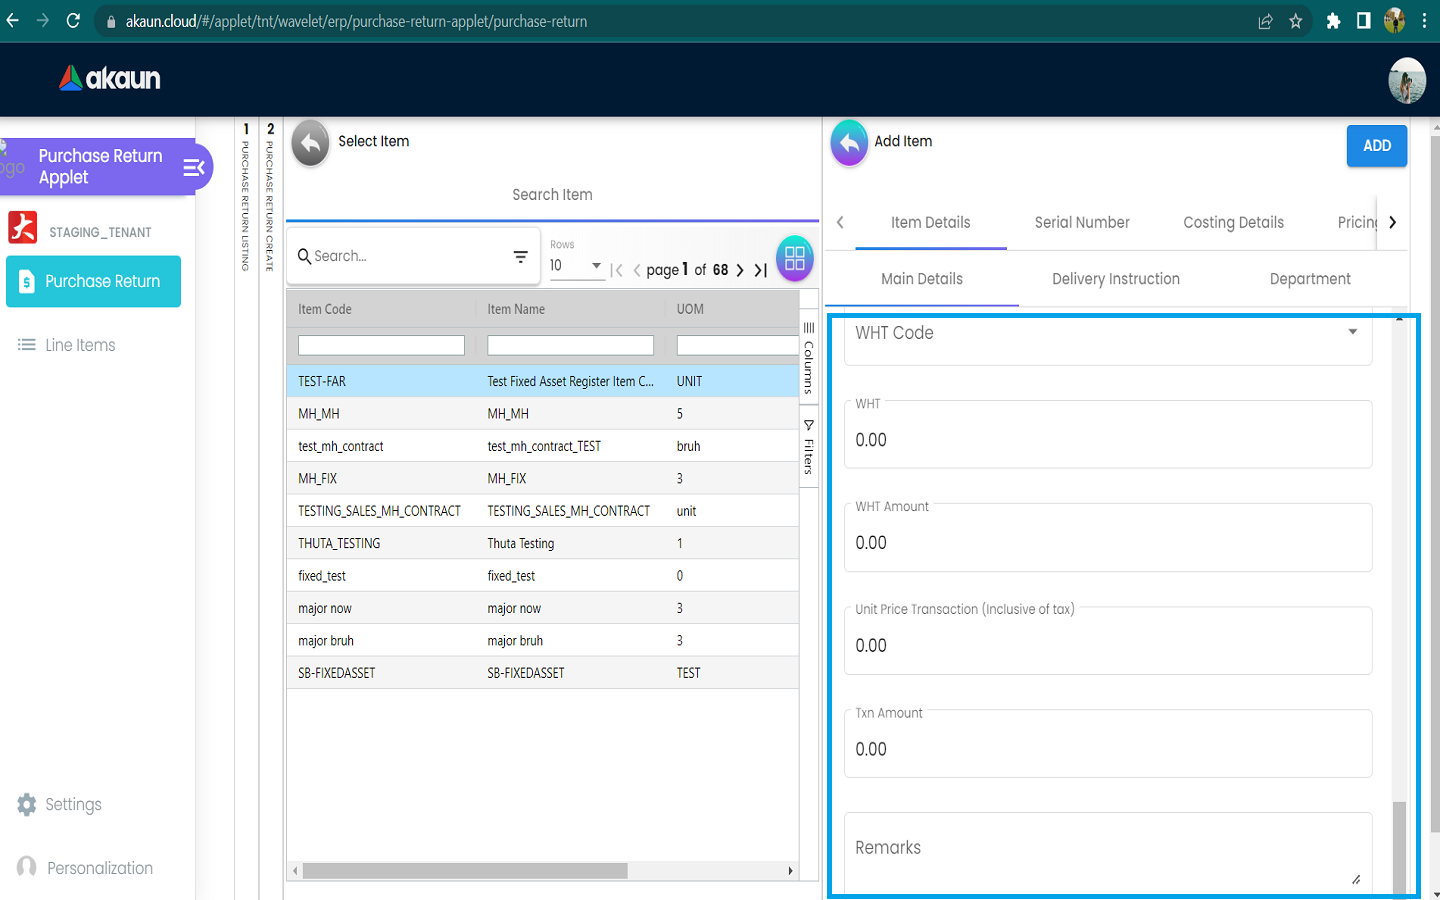 akaun.cloud/#/applet/tnt/wavelet/erp/purchase-return-applet/purchase-return
akaun
logo
Purchase Return
Applet
STAGING_TENANT
Purchase Return
Line Items
Settings
Personalization
1 PURCHASE RETURN LISTING
2 PURCHASE RETURN CREATE
Select Item
Search Item
Search...
Rows
10
page 1 of 68
Item Code Item Name UOM
TEST-FAR Test Fixed Asset Register Item C... UNIT
MH_MH MH_MH 5
test_mh_contract test_mh_contract_TEST bruh
MH_FIX MH_FIX 3
TESTING_SALES_MH_CONTRACT TESTING_SALES_MH_CONTRACT unit
THUTA_TESTING Thuta Testing 1
fixed_test fixed_test 0
major now major now 3
major bruh major bruh 3
SB-FIXEDASSET SB-FIXEDASSET TEST
Columns
Filters
Add Item
ADD
Item Details Serial Number Costing Details Pricing
Main Details Delivery Instruction Department
WHT Code
WHT
0.00
WHT Amount
0.00
Unit Price Transaction (Inclusive of tax)
0.00
Txn Amount
0.00
Remarks